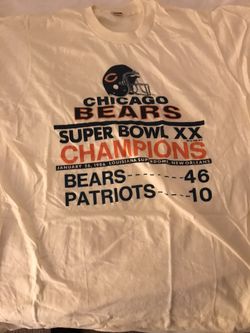 CHICAGO
BEARS
SUPER BOWL XX
CHAMPIONS
JANUARY 26, 1986 · LOUISIANA SUPERDOME, NEW ORLEANS
BEARS-----46
PATRIOTS---10